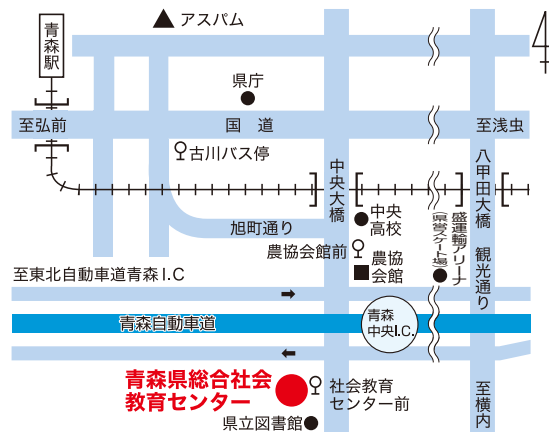 アスパム
青森駅
県庁
至弘前
国道
至浅虫
古川バス停
中央大橋
八甲田大橋
観光通り
旭町通り
中央
高校
盛運輸アリーナ
(県営スケート場)
農協会館前
農協
会館
至東北自動車道青森I.C
青森自動車道
青森
中央I.C.
青森県総合社会
教育センター
社会教育
センター前
県立図書館
至横内